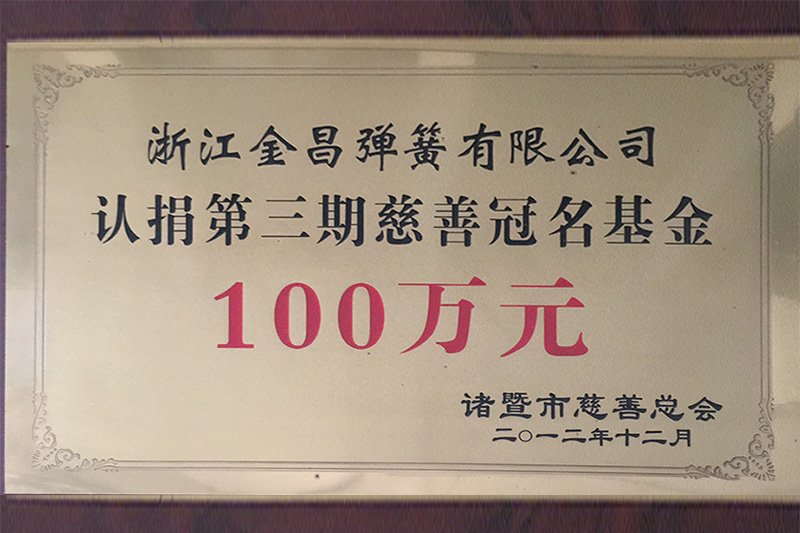 浙江金昌弹簧有限公司
认捐第三期慈善冠名基金
100万元
诸暨市慈善总会
二〇一二年十二月